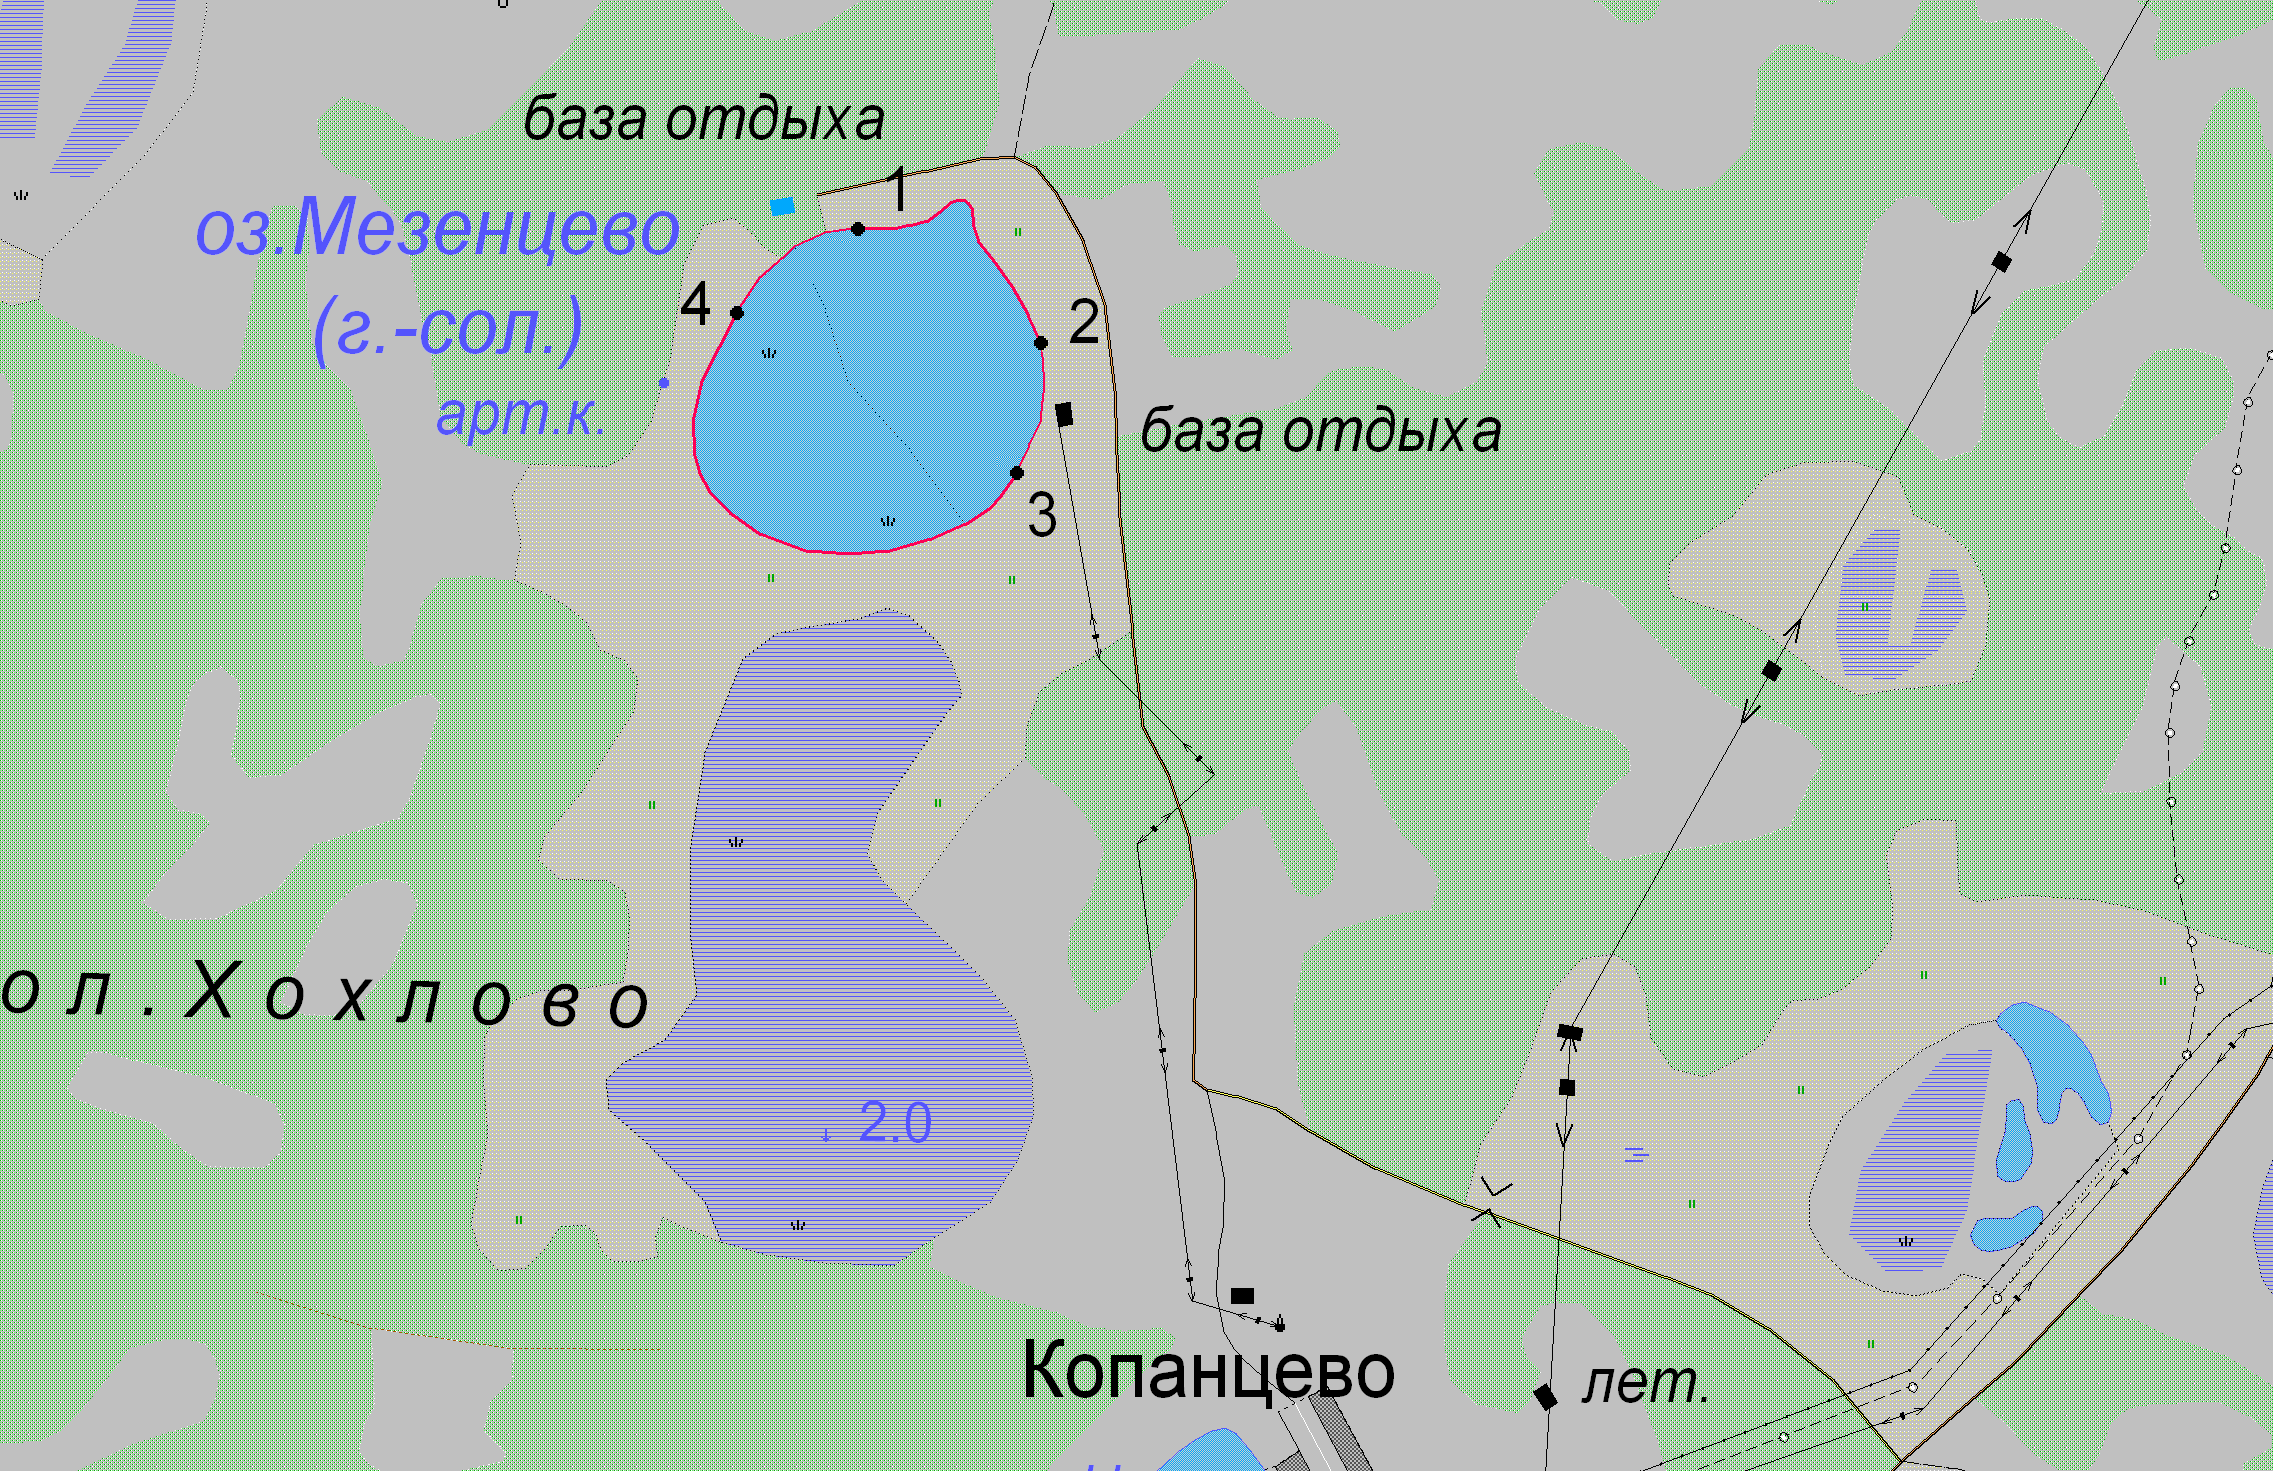 база отдыха
1
оз.Мезенцево
4
2
(г.-сол.)
арт.к.
база отдыха
3
ол.Хохлово
2.0
Копанцево
лет.